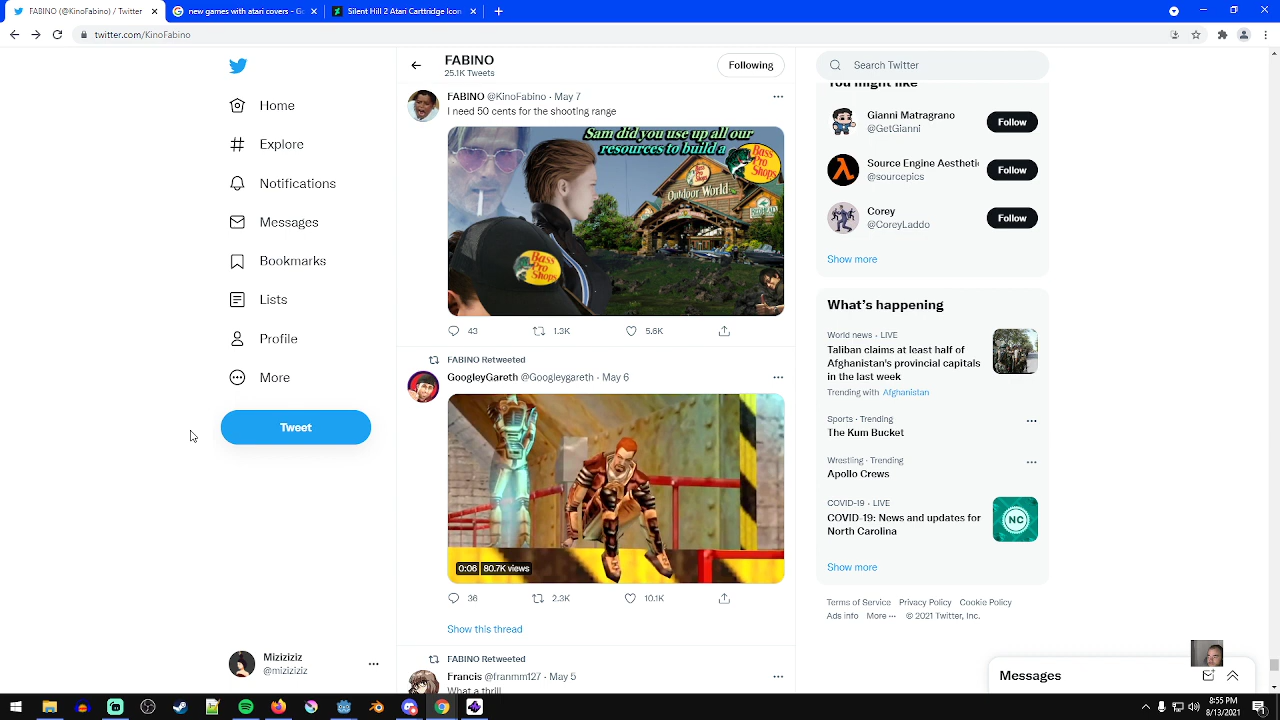 FABINO (@KinoFabino) / Twitter
new games with atari covers - Go
Silent Hill 2 Atari Cartridge Icon
twitter.com/KinoFabino
Home
Explore
Notifications
Messages
Bookmarks
Lists
Profile
More
Tweet
Miziziziz
@miziziziz
FABINO
25.1K Tweets
Following
FABINO @KinoFabino · May 7
I need 50 cents for the shooting range
Sam did you use up all our
resources to build a
Bass Pro Shops
Outdoor World
Bass Pro Shops
43
1.3K
5.6K
FABINO Retweeted
GoogleyGareth @Googleygareth · May 6
0:06 80.7K views
36
2.3K
10.1K
Show this thread
FABINO Retweeted
Francis @franmm127 · May 5
What a thrill
Search Twitter
You might like
Gianni Matragrano
@GetGianni
Follow
Source Engine Aestheti
@sourcepics
Follow
Corey
@CoreyLaddo
Follow
Show more
What's happening
World news · LIVE
Taliban claims at least half of
Afghanistan's provincial capitals
in the last week
Trending with Afghanistan
Sports · Trending
The Kum Bucket
Wrestling · Trending
Apollo Crews
COVID-19 · LIVE
COVID-19: News and updates for
North Carolina
NC
Show more
Terms of Service Privacy Policy Cookie Policy
Ads info More ··· © 2021 Twitter, Inc.
Messages
8:55 PM
8/13/2021